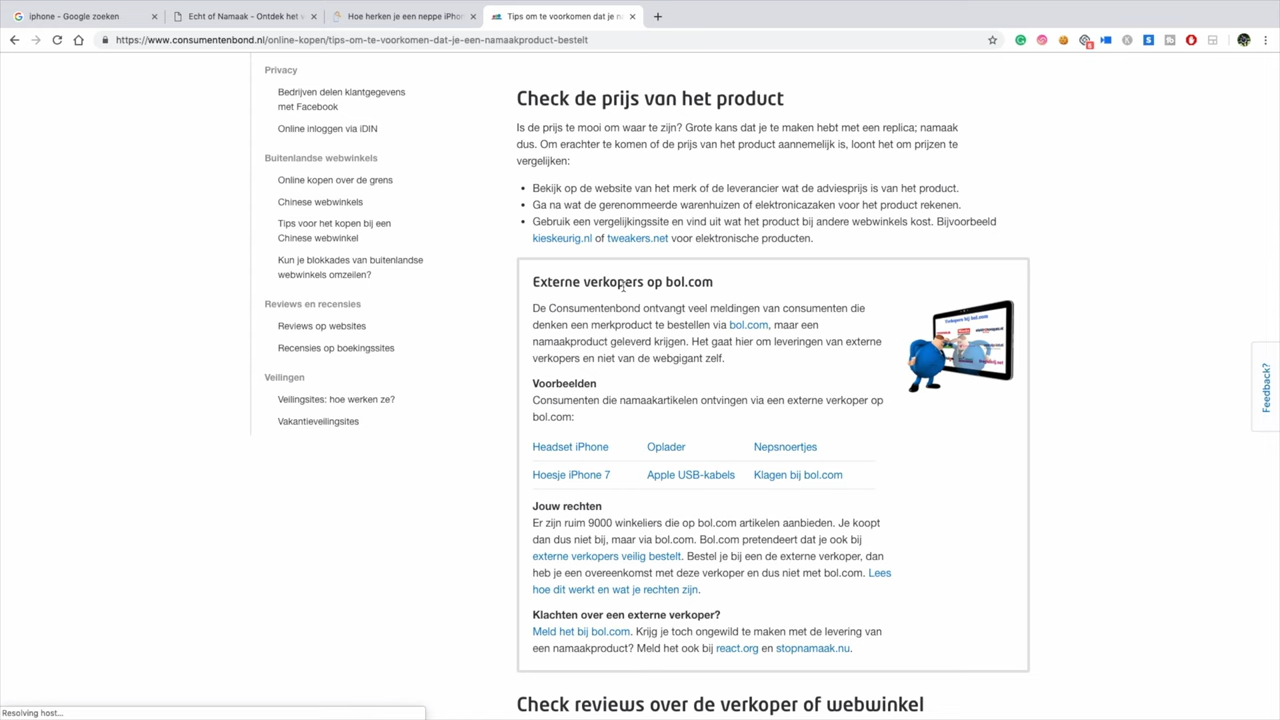 iphone - Google zoeken
Echt of Namaak - Ontdek het v
Hoe herken je een neppe iPhon
Tips om te voorkomen dat je na
https://www.consumentenbond.nl/online-kopen/tips-om-te-voorkomen-dat-je-een-namaakproduct-bestelt
Privacy
Bedrijven delen klantgegevens
met Facebook
Online inloggen via iDIN
Buitenlandse webwinkels
Online kopen over de grens
Chinese webwinkels
Tips voor het kopen bij een
Chinese webwinkel
Kun je blokkades van buitenlandse
webwinkels omzeilen?
Reviews en recensies
Reviews op websites
Recensies op boekingssites
Veilingen
Veilingsites: hoe werken ze?
Vakantieveilingsites
Check de prijs van het product
Is de prijs te mooi om waar te zijn? Grote kans dat je te maken hebt met een replica; namaak
dus. Om erachter te komen of de prijs van het product aannemelijk is, loont het om prijzen te
vergelijken:
• Bekijk op de website van het merk of de leverancier wat de adviesprijs is van het product.
• Ga na wat de gerenommeerde warenhuizen of elektronicazaken voor het product rekenen.
• Gebruik een vergelijkingssite en vind uit wat het product bij andere webwinkels kost. Bijvoorbeeld
kieskeurig.nl of tweakers.net voor elektronische producten.
Externe verkopers op bol.com
De Consumentenbond ontvangt veel meldingen van consumenten die
denken een merkproduct te bestellen via bol.com, maar een
namaakproduct geleverd krijgen. Het gaat hier om leveringen van externe
verkopers en niet van de webgigant zelf.
Voorbeelden
Consumenten die namaakartikelen ontvingen via een externe verkoper op
bol.com:
Headset iPhone Oplader Nepsnoertjes
Hoesje iPhone 7 Apple USB-kabels Klagen bij bol.com
Jouw rechten
Er zijn ruim 9000 winkeliers die op bol.com artikelen aanbieden. Je koopt
dan dus niet bij, maar via bol.com. Bol.com pretendeert dat je ook bij
externe verkopers veilig bestelt. Bestel je bij een de externe verkoper, dan
heb je een overeenkomst met deze verkoper en dus niet met bol.com. Lees
hoe dit werkt en wat je rechten zijn.
Klachten over een externe verkoper?
Meld het bij bol.com. Krijg je toch ongewild te maken met de levering van
een namaakproduct? Meld het ook bij react.org en stopnamaak.nu.
Check reviews over de verkoper of webwinkel
Feedback?
Resolving host...